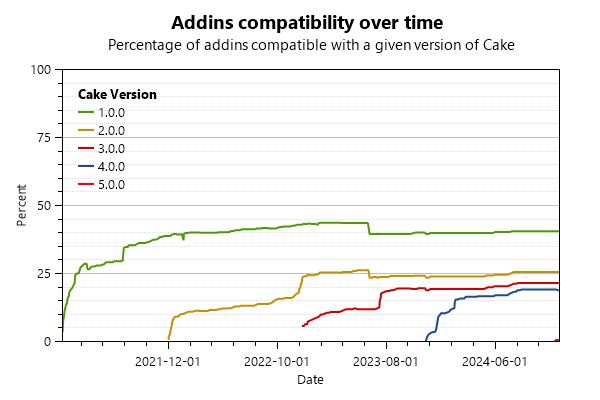 Addins compatibility over time
Percentage of addins compatible with a given version of Cake
100
75
50
25
0
Percent
Cake Version
1.0.0
2.0.0
3.0.0
4.0.0
5.0.0
2021-12-01
2022-10-01
2023-08-01
2024-06-01
Date